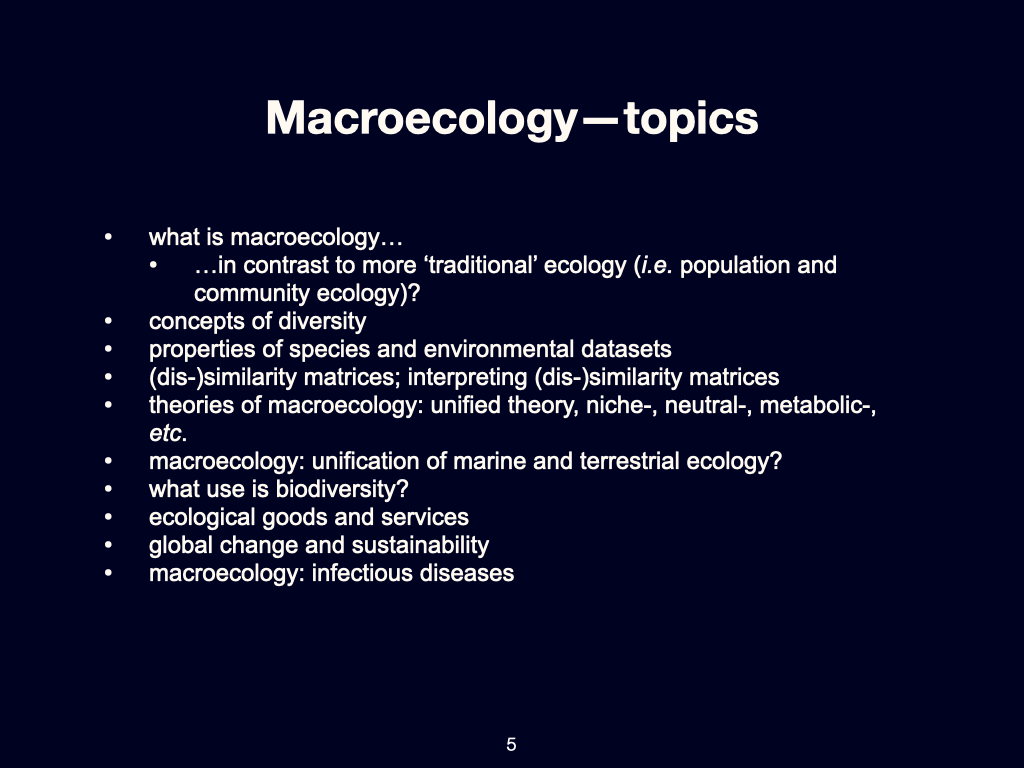 Macroecology—topics
• what is macroecology…
• …in contrast to more ‘traditional’ ecology (i.e. population and
community ecology)?
• concepts of diversity
• properties of species and environmental datasets
• (dis-)similarity matrices; interpreting (dis-)similarity matrices
• theories of macroecology: unified theory, niche-, neutral-, metabolic-,
etc.
• macroecology: unification of marine and terrestrial ecology?
• what use is biodiversity?
• ecological goods and services
• global change and sustainability
• macroecology: infectious diseases
5